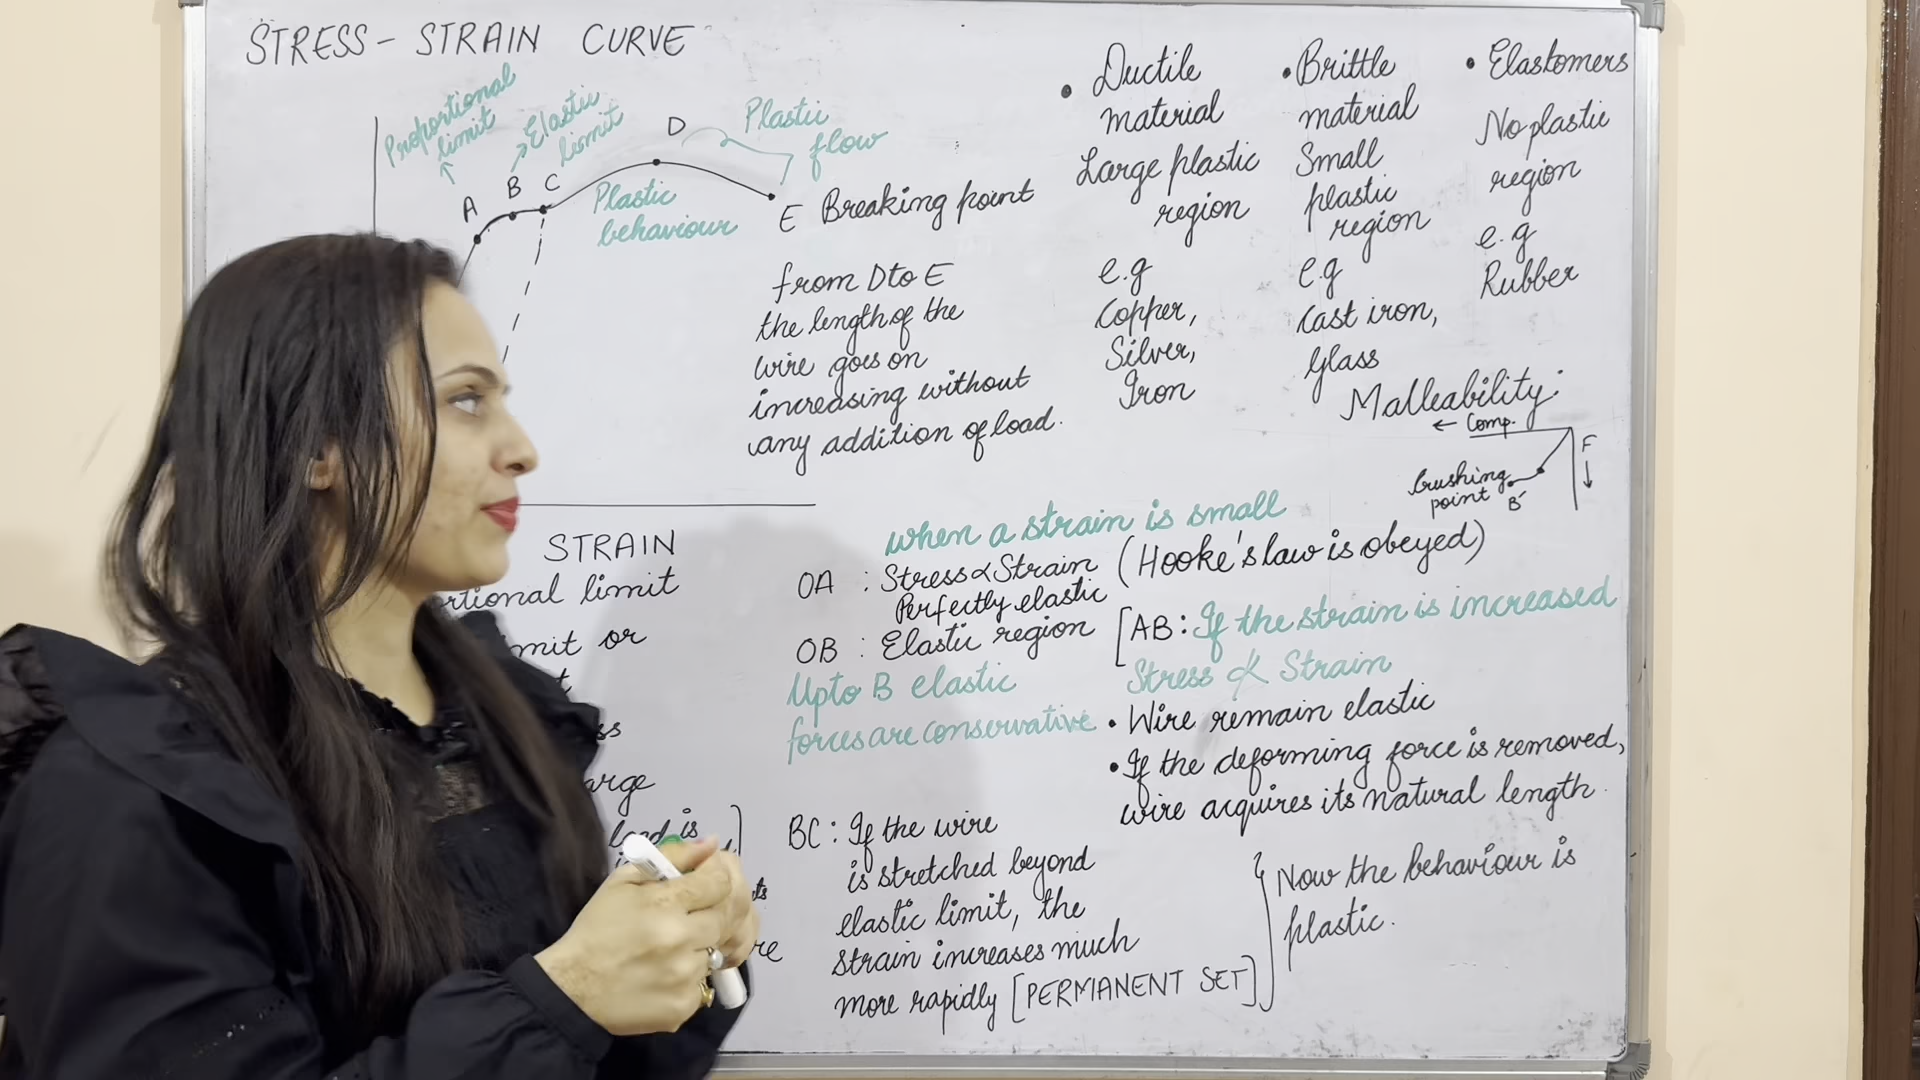 STRESS - STRAIN CURVE
Proportional
limit
Elastic
limit
A
B
C
D
Plastic
flow
Plastic
behaviour
E Breaking point
from D to E
the length of the
wire goes on
increasing without
any addition of load.
• Ductile
material
Large plastic
region
e.g
Copper,
Silver,
Iron
• Brittle
material
Small
plastic
region
e.g
Cast iron,
Glass
• Elastomers
No plastic
region
e.g
Rubber
Malleability:
← Comp.
F
Crushing
point
B'
STRAIN
limit
or
when a strain is small
OA : Stress ∝ Strain (Hooke's law is obeyed)
Perfectly elastic
OB : Elastic region
Upto B elastic
forces are conservative
[AB: If the strain is increased
Stress ∝̸ Strain
• Wire remain elastic
• If the deforming force is removed,
wire acquires its natural length.
BC : If the wire
is stretched beyond
elastic limit, the
strain increases much
more rapidly [PERMANENT SET]
Now the behaviour is
plastic.
load is